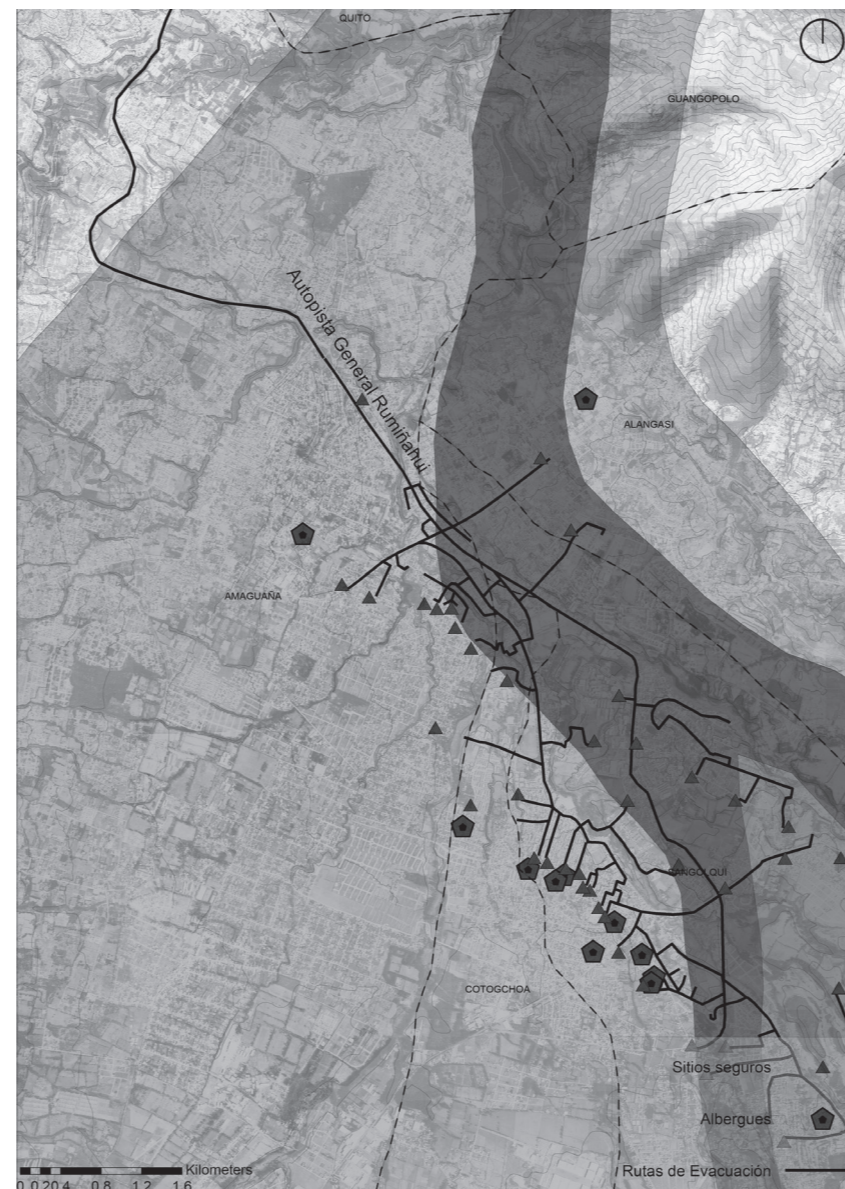 QUITO
GUANGOPOLO
Autopista General Rumiñahui
ALANGASI
AMAGUAÑA
SANGOLQUI
COTOGCHOA
Sitios seguros
Albergues
Kilometers
Rutas de Evacuación
0 0.20.4 0.8 1.2 1.6